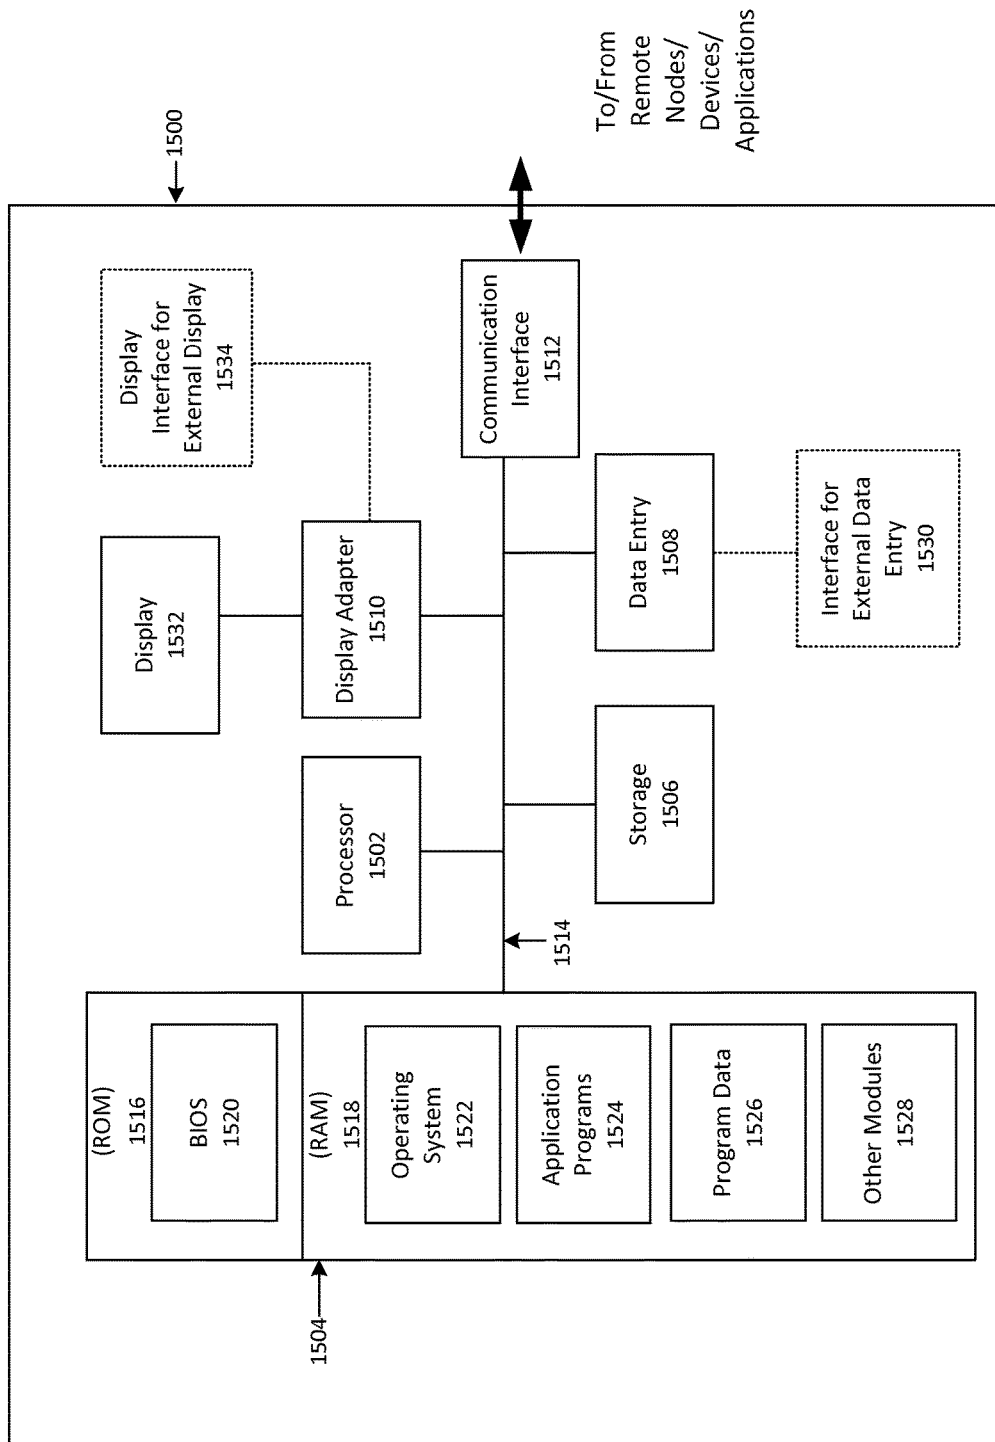 1500
(ROM)
1516
BIOS
1520
(RAM)
1518
Operating
System
1522
Application
Programs
1524
Program Data
1526
Other Modules
1528
1504
1514
Processor
1502
Display
1532
Display Adapter
1510
Display
Interface for
External Display
1534
Storage
1506
Data Entry
1508
Interface for
External Data
Entry
1530
Communication
Interface
1512
To/From
Remote
Nodes/
Devices/
Applications